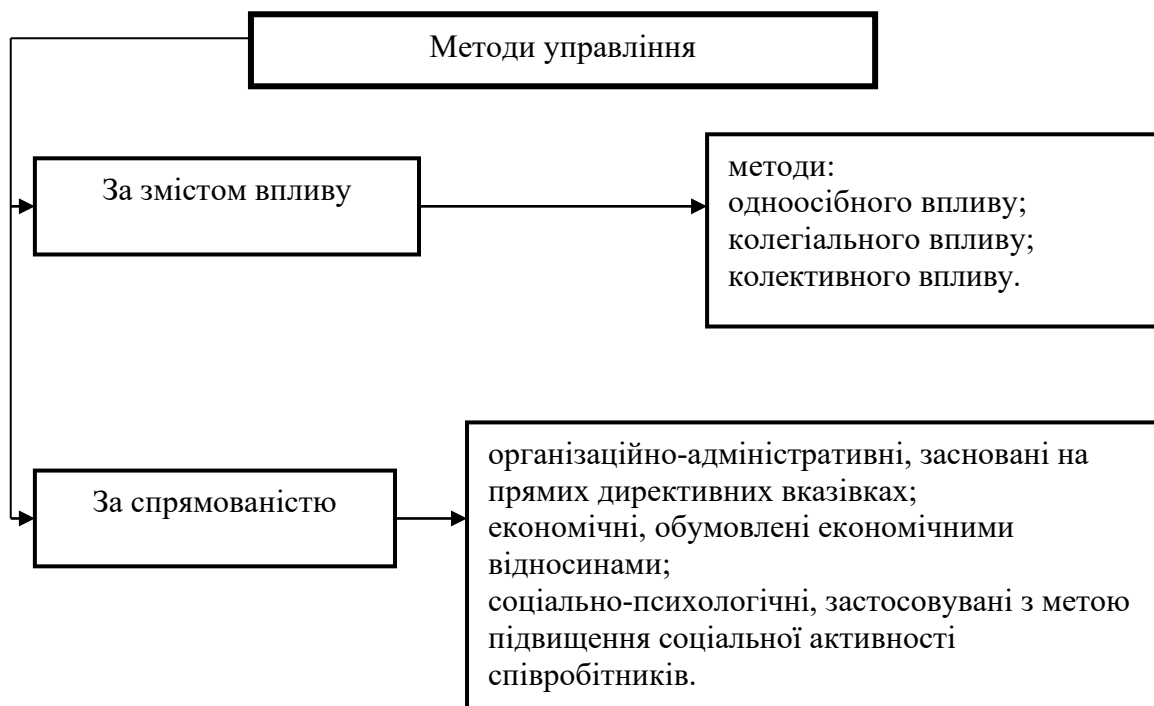 Методи управління
За змістом впливу
методи:
одноосібного впливу;
колегіального впливу;
колективного впливу.
За спрямованістю
організаційно-адміністративні, засновані на
прямих директивних вказівках;
економічні, обумовлені економічними
відносинами;
соціально-психологічні, застосовувані з метою
підвищення соціальної активності
співробітників.